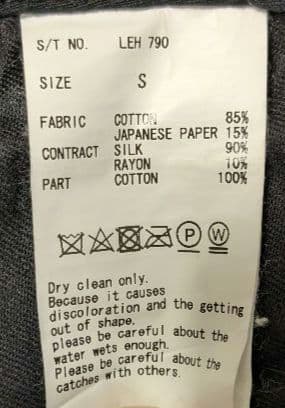 S/T NO. LEH 790
SIZE S
FABRIC COTTON 85%
JAPANESE PAPER 15%
CONTRACT SILK 90%
RAYON 10%
PART COTTON 100%
P W
Dry clean only.
Because it causes
discoloration and the getting
out of shape.
please be careful about the
water wets enough.
Please be careful about the
catches with others.